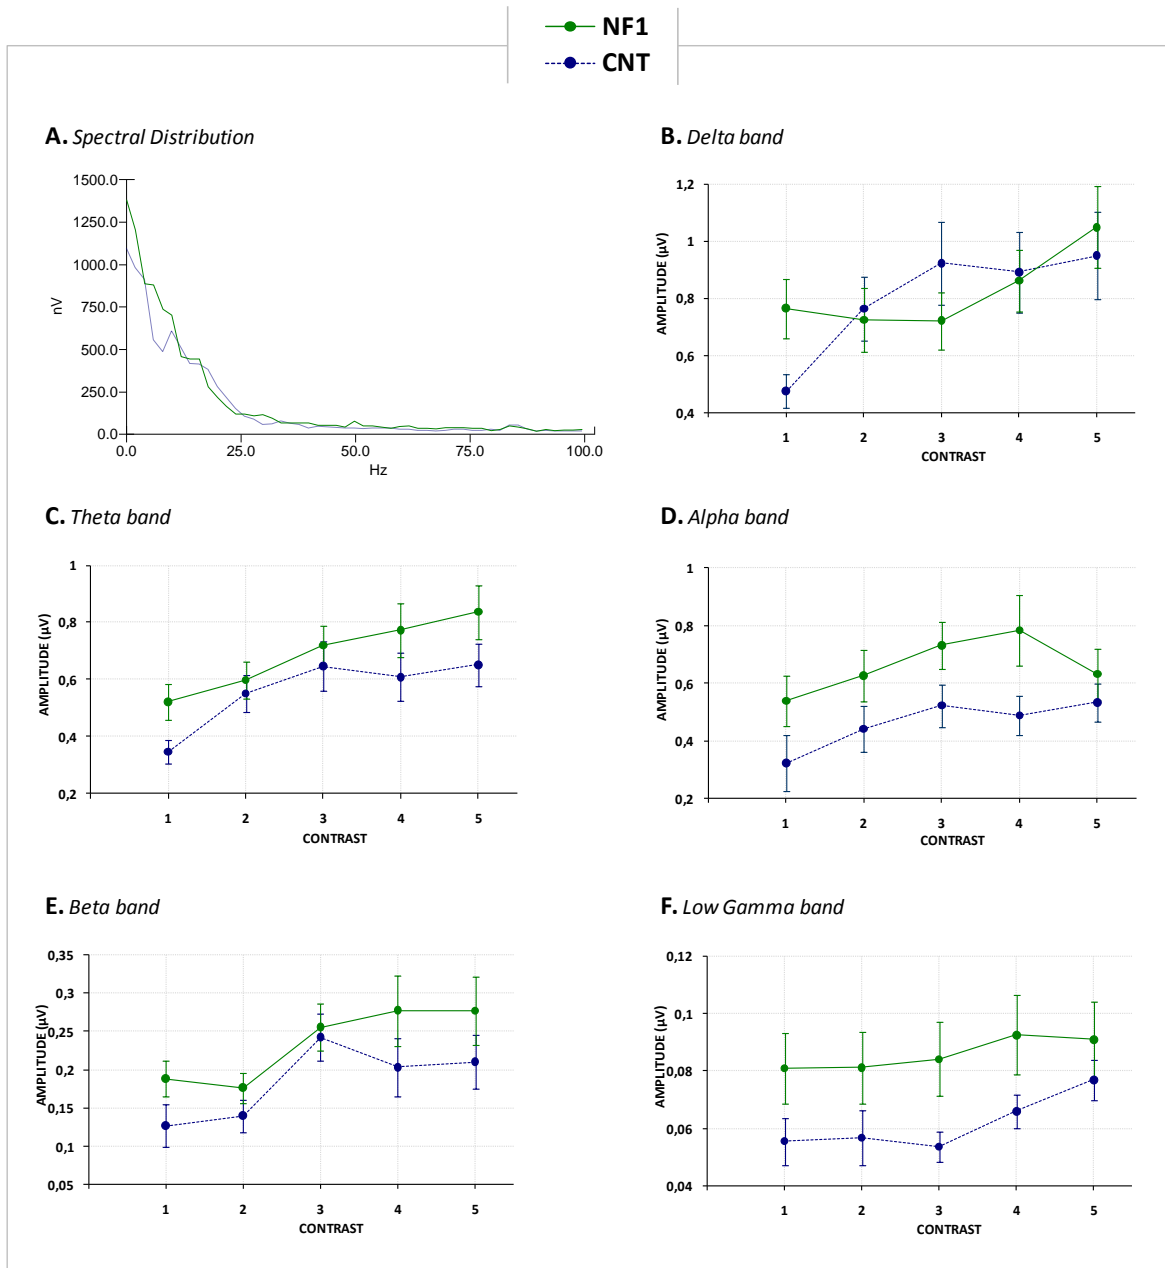 NF1
CNT
A. Spectral Distribution
1500.0
1250.0
1000.0
750.0
500.0
250.0
0.0
nV
0.0 25.0 50.0 75.0 100.0
Hz
B. Delta band
1,2
1
0,8
0,6
0,4
AMPLITUDE (µV)
1 2 3 4 5
CONTRAST
C. Theta band
1
0,8
0,6
0,4
0,2
AMPLITUDE (µV)
1 2 3 4 5
CONTRAST
D. Alpha band
1
0,8
0,6
0,4
0,2
AMPLITUDE (µV)
1 2 3 4 5
CONTRAST
E. Beta band
0,35
0,3
0,25
0,2
0,15
0,1
0,05
AMPLITUDE (µV)
1 2 3 4 5
CONTRAST
F. Low Gamma band
0,12
0,1
0,08
0,06
0,04
AMPLITUDE (µV)
1 2 3 4 5
CONTRAST